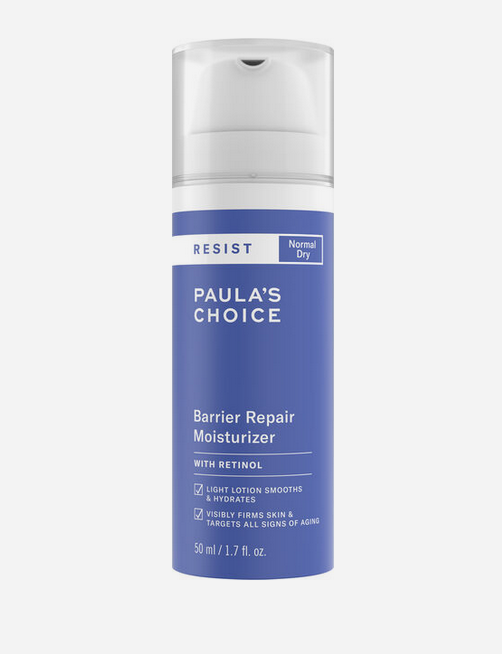 RESIST
Normal
Dry
PAULA'S
CHOICE
Barrier Repair
Moisturizer
WITH RETINOL
LIGHT LOTION SMOOTHS
& HYDRATES
VISIBLY FIRMS SKIN &
TARGETS ALL SIGNS OF AGING
50 ml / 1.7 fl. oz.